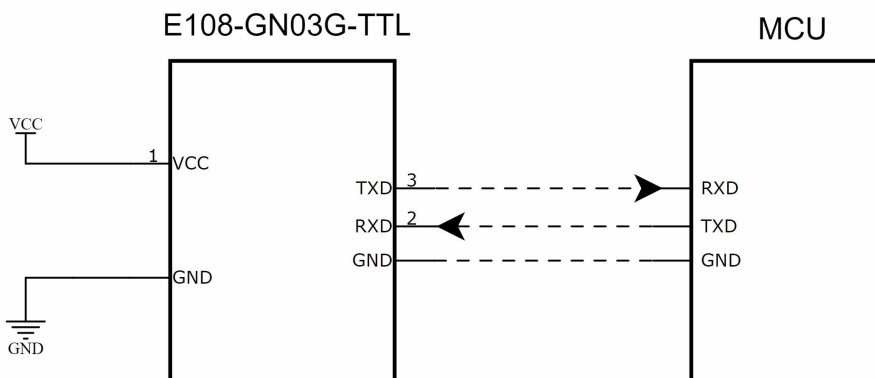 E108-GN03G-TTL
MCU
VCC
1
VCC
TXD
3
RXD
RXD
2
TXD
GND
GND
GND
GND